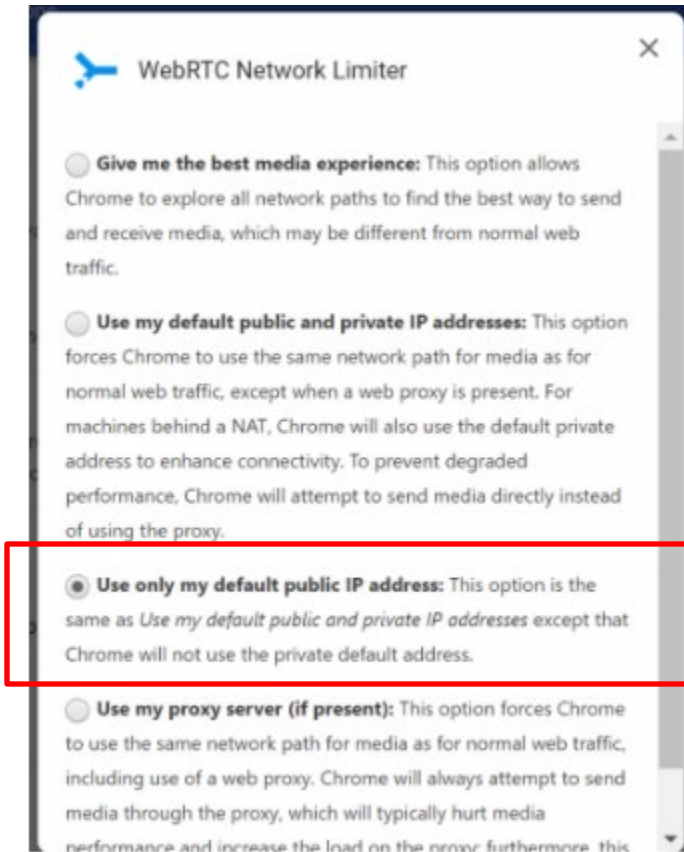 WebRTC Network Limiter
Give me the best media experience: This option allows
Chrome to explore all network paths to find the best way to send
and receive media, which may be different from normal web
traffic.
Use my default public and private IP addresses: This option
forces Chrome to use the same network path for media as for
normal web traffic, except when a web proxy is present. For
machines behind a NAT, Chrome will also use the default private
address to enhance connectivity. To prevent degraded
performance, Chrome will attempt to send media directly instead
of using the proxy.
Use only my default public IP address: This option is the
same as Use my default public and private IP addresses except that
Chrome will not use the private default address.
Use my proxy server (if present): This option forces Chrome
to use the same network path for media as for normal web traffic,
including use of a web proxy. Chrome will always attempt to send
media through the proxy, which will typically hurt media
performance and increase the load on the proxy; furthermore, this